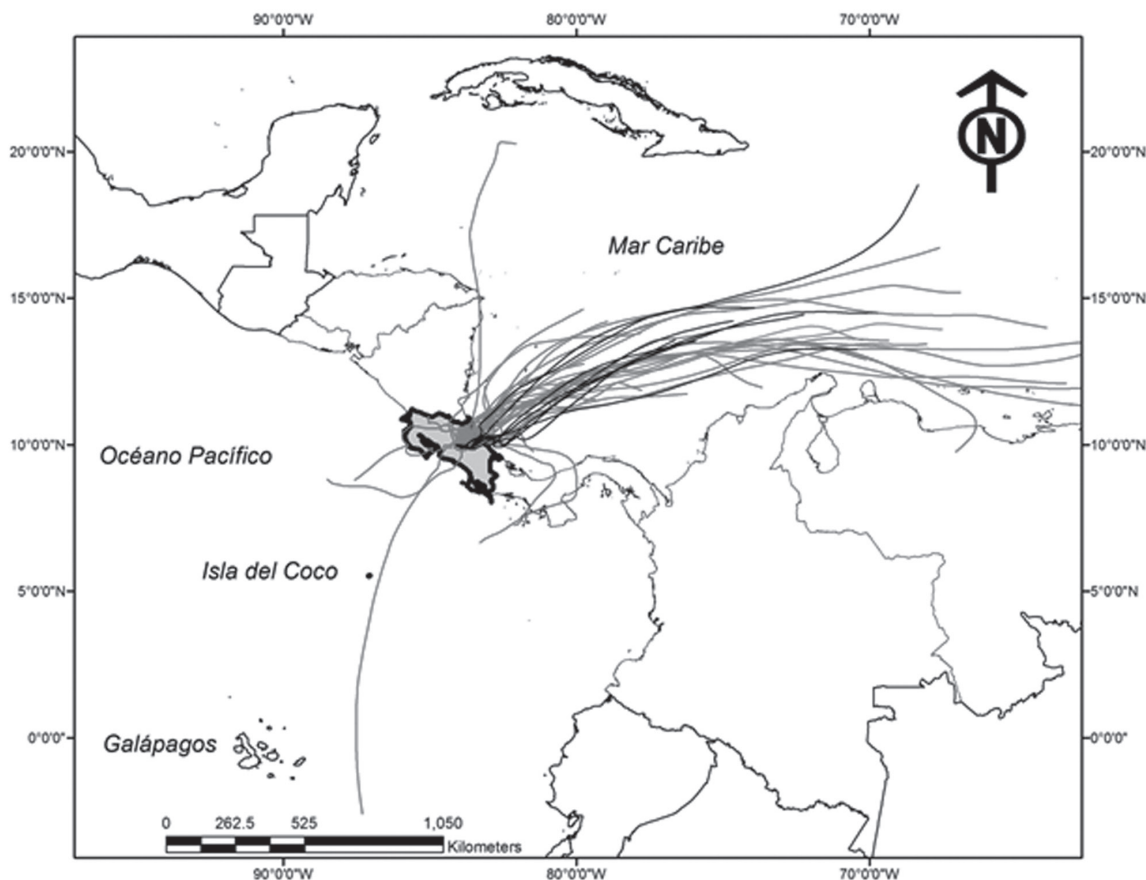 90°0'0"W 80°0'0"W 70°0'0"W
N
20°0'0"N 20°0'0"N
Mar Caribe
15°0'0"N 15°0'0"N
Océano Pacífico
10°0'0"N 10°0'0"N
Isla del Coco
5°0'0"N 5°0'0"N
Galápagos
0°0'0" 0°0'0"
0 262.5 525 1,050
Kilometers
90°0'0"W 80°0'0"W 70°0'0"W